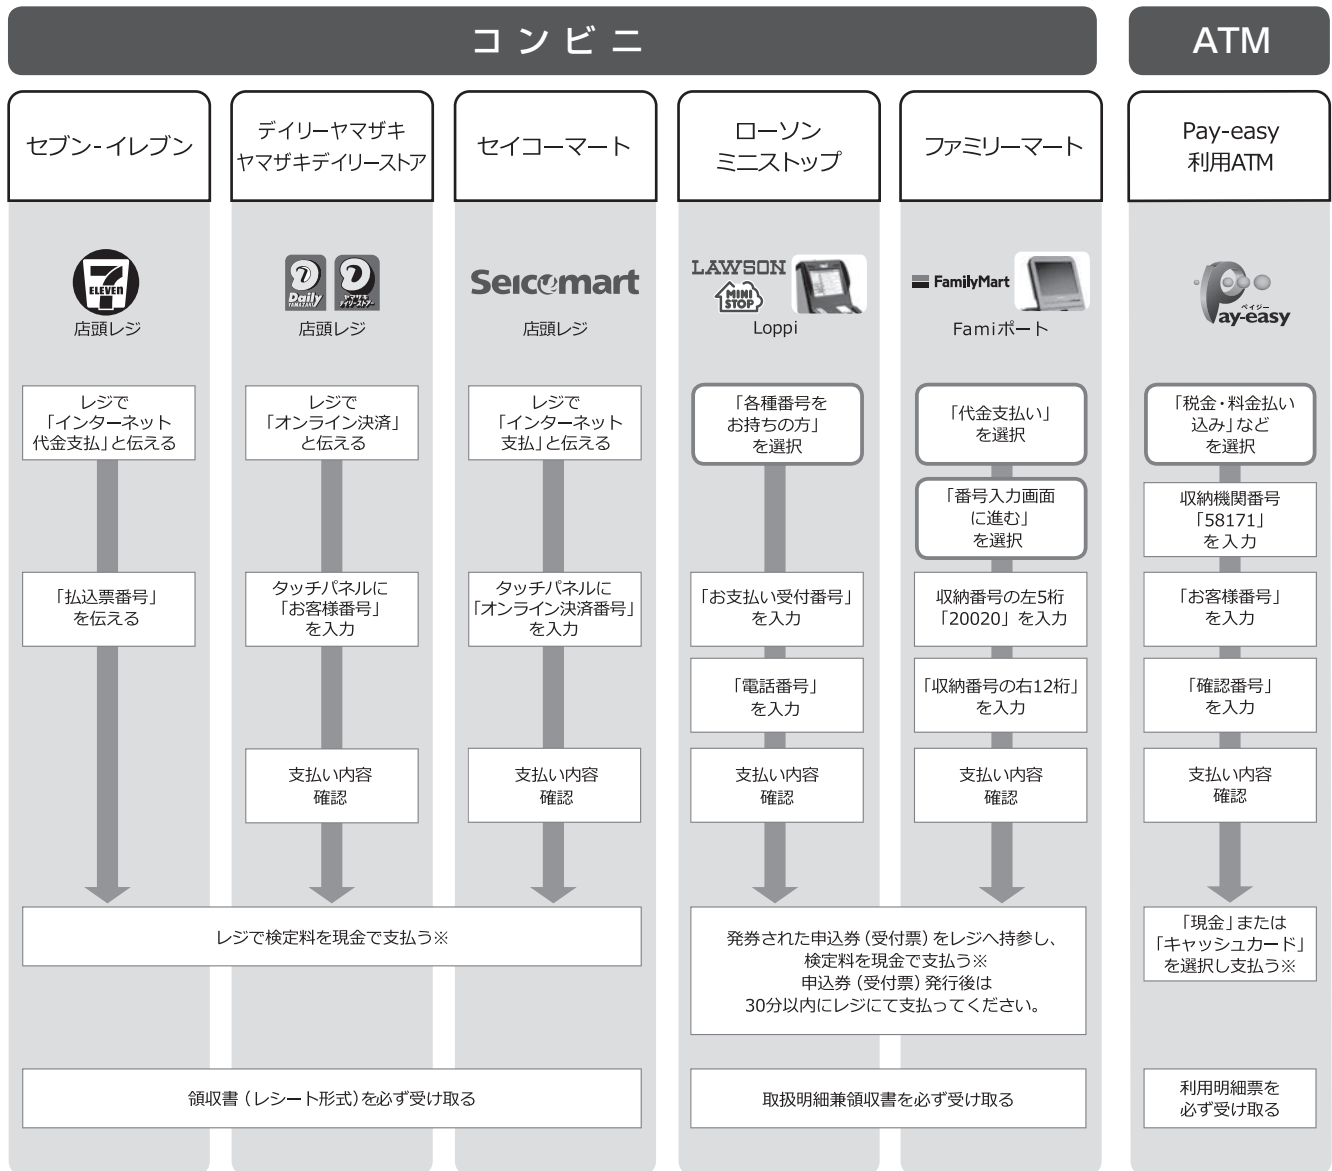 コンビニ
ATM
セブン-イレブン
デイリーヤマザキ
ヤマザキデイリーストア
セイコーマート
ローソン
ミニストップ
ファミリーマート
Pay-easy
利用ATM
7
ELEVEN
店頭レジ
Daily
YAMAZAKI
ヤマザキ
デイリーストアー
店頭レジ
Seicomart
店頭レジ
LAWSON
MINI
STOP
Loppi
FamilyMart
Famiポート
ペイジー
Pay-easy
レジで
「インターネット
代金支払」と伝える
「払込票番号」
を伝える
レジで
「オンライン決済」
と伝える
タッチパネルに
「お客様番号」
を入力
支払い内容
確認
レジで
「インターネット
支払」と伝える
タッチパネルに
「オンライン決済番号」
を入力
支払い内容
確認
レジで検定料を現金で支払う※
領収書（レシート形式）を必ず受け取る
「各種番号を
お持ちの方」
を選択
「お支払い受付番号」
を入力
「電話番号」
を入力
支払い内容
確認
「代金支払い」
を選択
「番号入力画面
に進む」
を選択
収納番号の左5桁
「20020」を入力
「収納番号の右12桁」
を入力
支払い内容
確認
発券された申込券（受付票）をレジへ持参し、
検定料を現金で支払う※
申込券（受付票）発行後は
30分以内にレジにて支払ってください。
取扱明細兼領収書を必ず受け取る
「税金・料金払い
込み」など
を選択
収納機関番号
「58171」
を入力
「お客様番号」
を入力
「確認番号」
を入力
支払い内容
確認
「現金」または
「キャッシュカード」
を選択し支払う※
利用明細票を
必ず受け取る